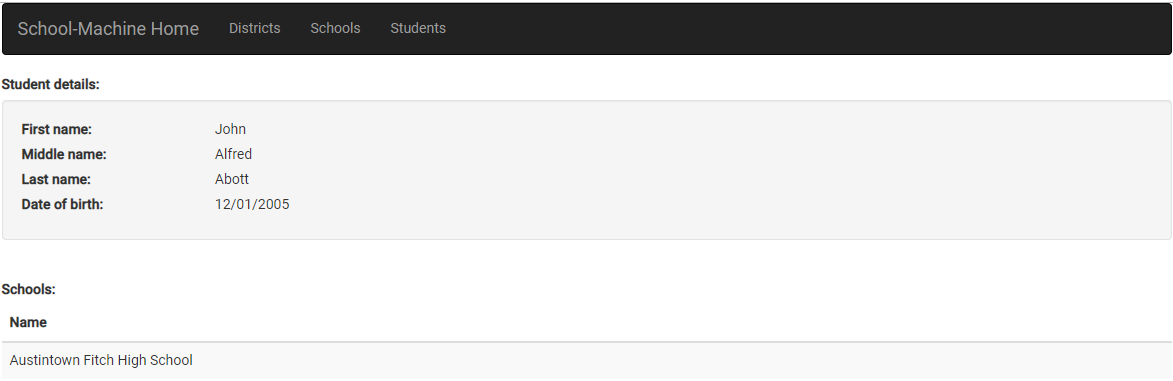 School-Machine Home Districts Schools Students
Student details:
First name: John
Middle name: Alfred
Last name: Abott
Date of birth: 12/01/2005
Schools:
Name
Austintown Fitch High School